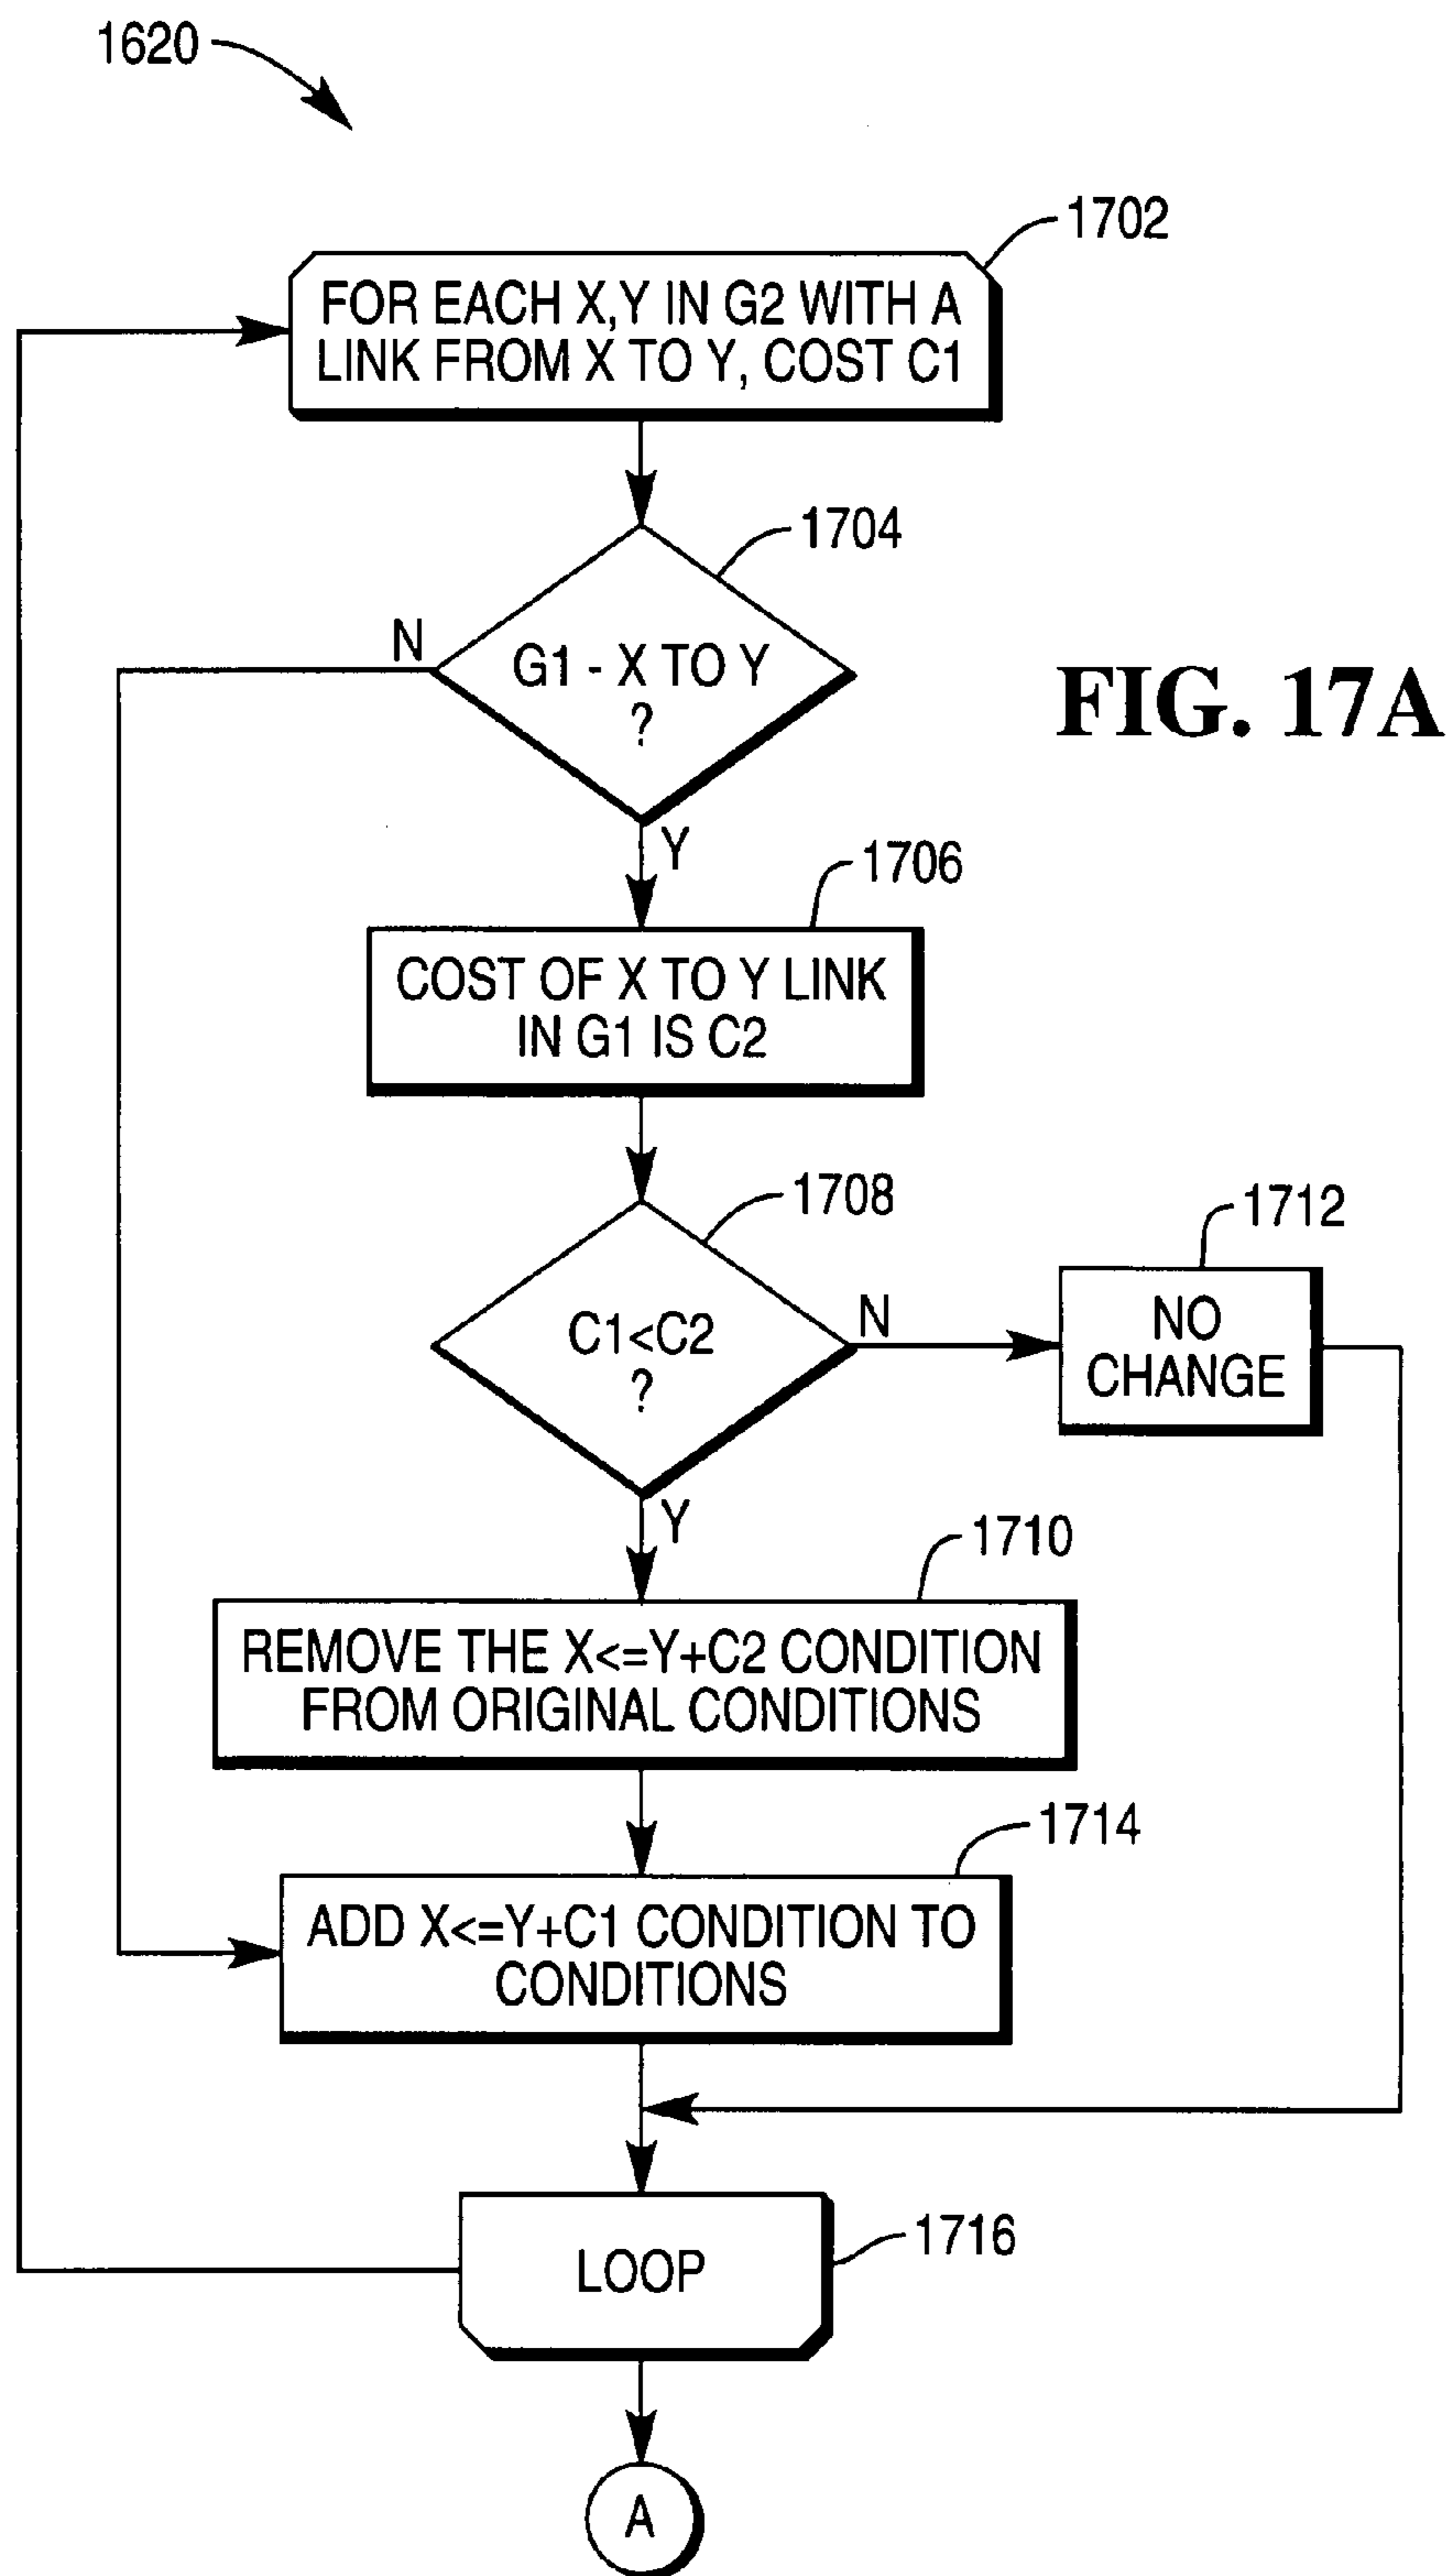 1620
1702
FOR EACH X,Y IN G2 WITH A
LINK FROM X TO Y, COST C1
1704
N
G1 - X TO Y
?
FIG. 17A
Y
1706
COST OF X TO Y LINK
IN G1 IS C2
1708
1712
C1<C2
?
N
NO
CHANGE
Y
1710
REMOVE THE X<=Y+C2 CONDITION
FROM ORIGINAL CONDITIONS
1714
ADD X<=Y+C1 CONDITION TO
CONDITIONS
1716
LOOP
A